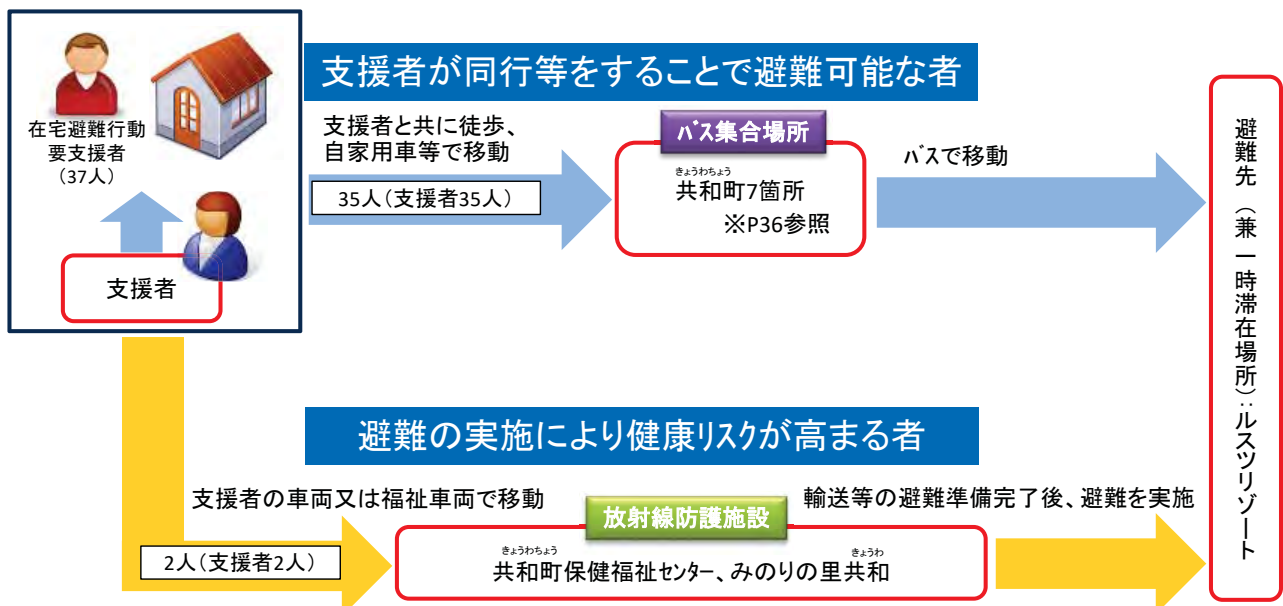 在宅避難行動
要支援者
(37人)
支援者
支援者が同行等をすることで避難可能な者
支援者と共に徒歩、
自家用車等で移動
35人(支援者35人)
バス集合場所
きょうわちょう
共和町7箇所
※P36参照
バスで移動
避難の実施により健康リスクが高まる者
支援者の車両又は福祉車両で移動
2人(支援者2人)
放射線防護施設
きょうわちょう きょうわ
共和町保健福祉センター、みのりの里共和
輸送等の避難準備完了後、避難を実施
避難先(兼一時滞在場所):ルスツリゾート